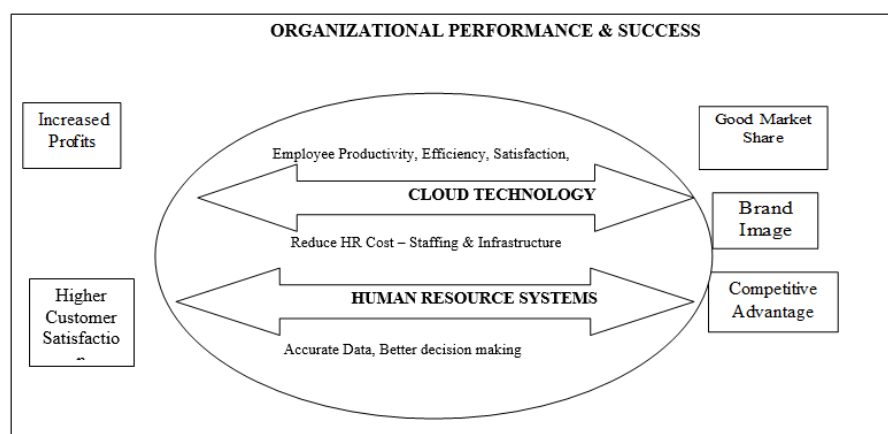 ORGANIZATIONAL PERFORMANCE & SUCCESS
Increased
Profits
Good Market
Share
Employee Productivity, Efficiency, Satisfaction,
CLOUD TECHNOLOGY
Brand
Image
Reduce HR Cost – Staffing & Infrastructure
Higher
Customer
Satisfactio
n
HUMAN RESOURCE SYSTEMS
Competitive
Advantage
Accurate Data, Better decision making